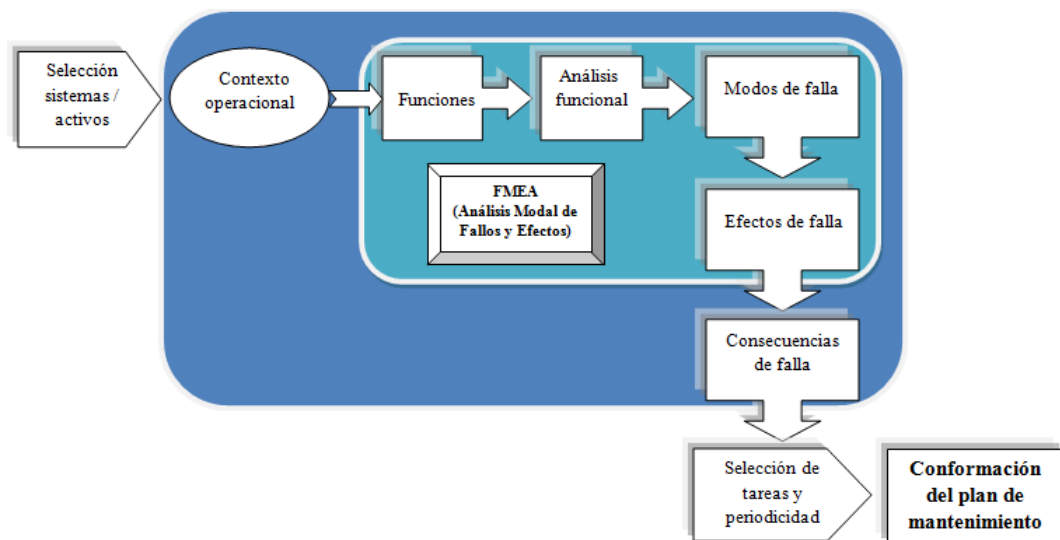 Selección
sistemas /
activos
Contexto
operacional
Funciones
Análisis
funcional
Modos de falla
FMEA
(Análisis Modal de
Fallos y Efectos)
Efectos de falla
Consecuencias
de falla
Selección de
tareas y
periodicidad
Conformación
del plan de
mantenimiento